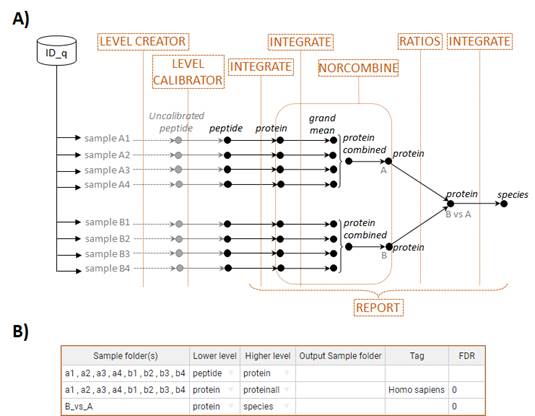 A)
ID_q
LEVEL CREATOR
INTEGRATE
RATIOS
INTEGRATE
LEVEL
CALIBRATOR
INTEGRATE
NORCOMBINE
Uncalibrated
peptide
peptide
protein
grand
mean
sample A1
sample A2
sample A3
sample A4
protein
combined
A
protein
protein
B vs A
species
sample B1
sample B2
sample B3
sample B4
protein
combined
B
protein
REPORT
B)
Sample folder(s) Lower level Higher level Output Sample folder Tag FDR
a1 , a2 , a3 , a4 , b1 , b2 , b3 , b4 peptide protein
a1 , a2 , a3 , a4 , b1 , b2 , b3 , b4 protein proteinall Homo sapiens 0
B_vs_A protein species 0